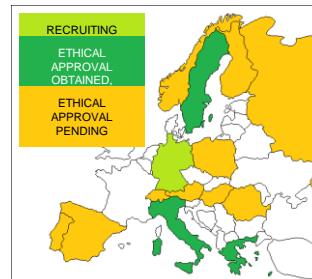 RECRUITING
ETHICAL
APPROVAL
OBTAINED,
ETHICAL
APPROVAL
PENDING